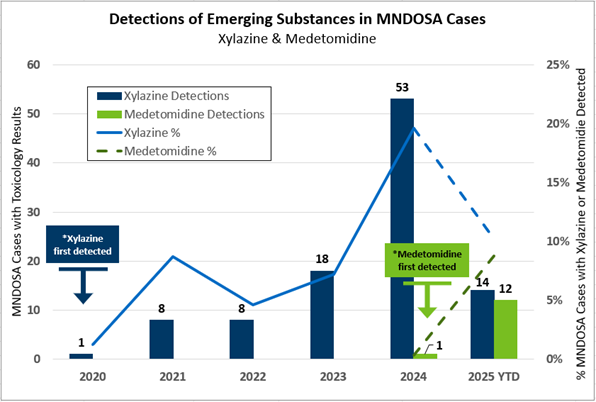 Detections of Emerging Substances in MNDOSA Cases
Xylazine & Medetomidine
MNDOSA Cases with Toxicology Results
60
50
40
30
20
10
0
Xylazine Detections
Medetomidine Detections
Xylazine %
Medetomidine %
*Xylazine
first detected
*Medetomidine
first detected
1
8
8
18
53
1
14
12
25%
20%
15%
10%
5%
0%
% MNDOSA Cases with Xylazine or Medetomidie Detected
2020
2021
2022
2023
2024
2025 YTD